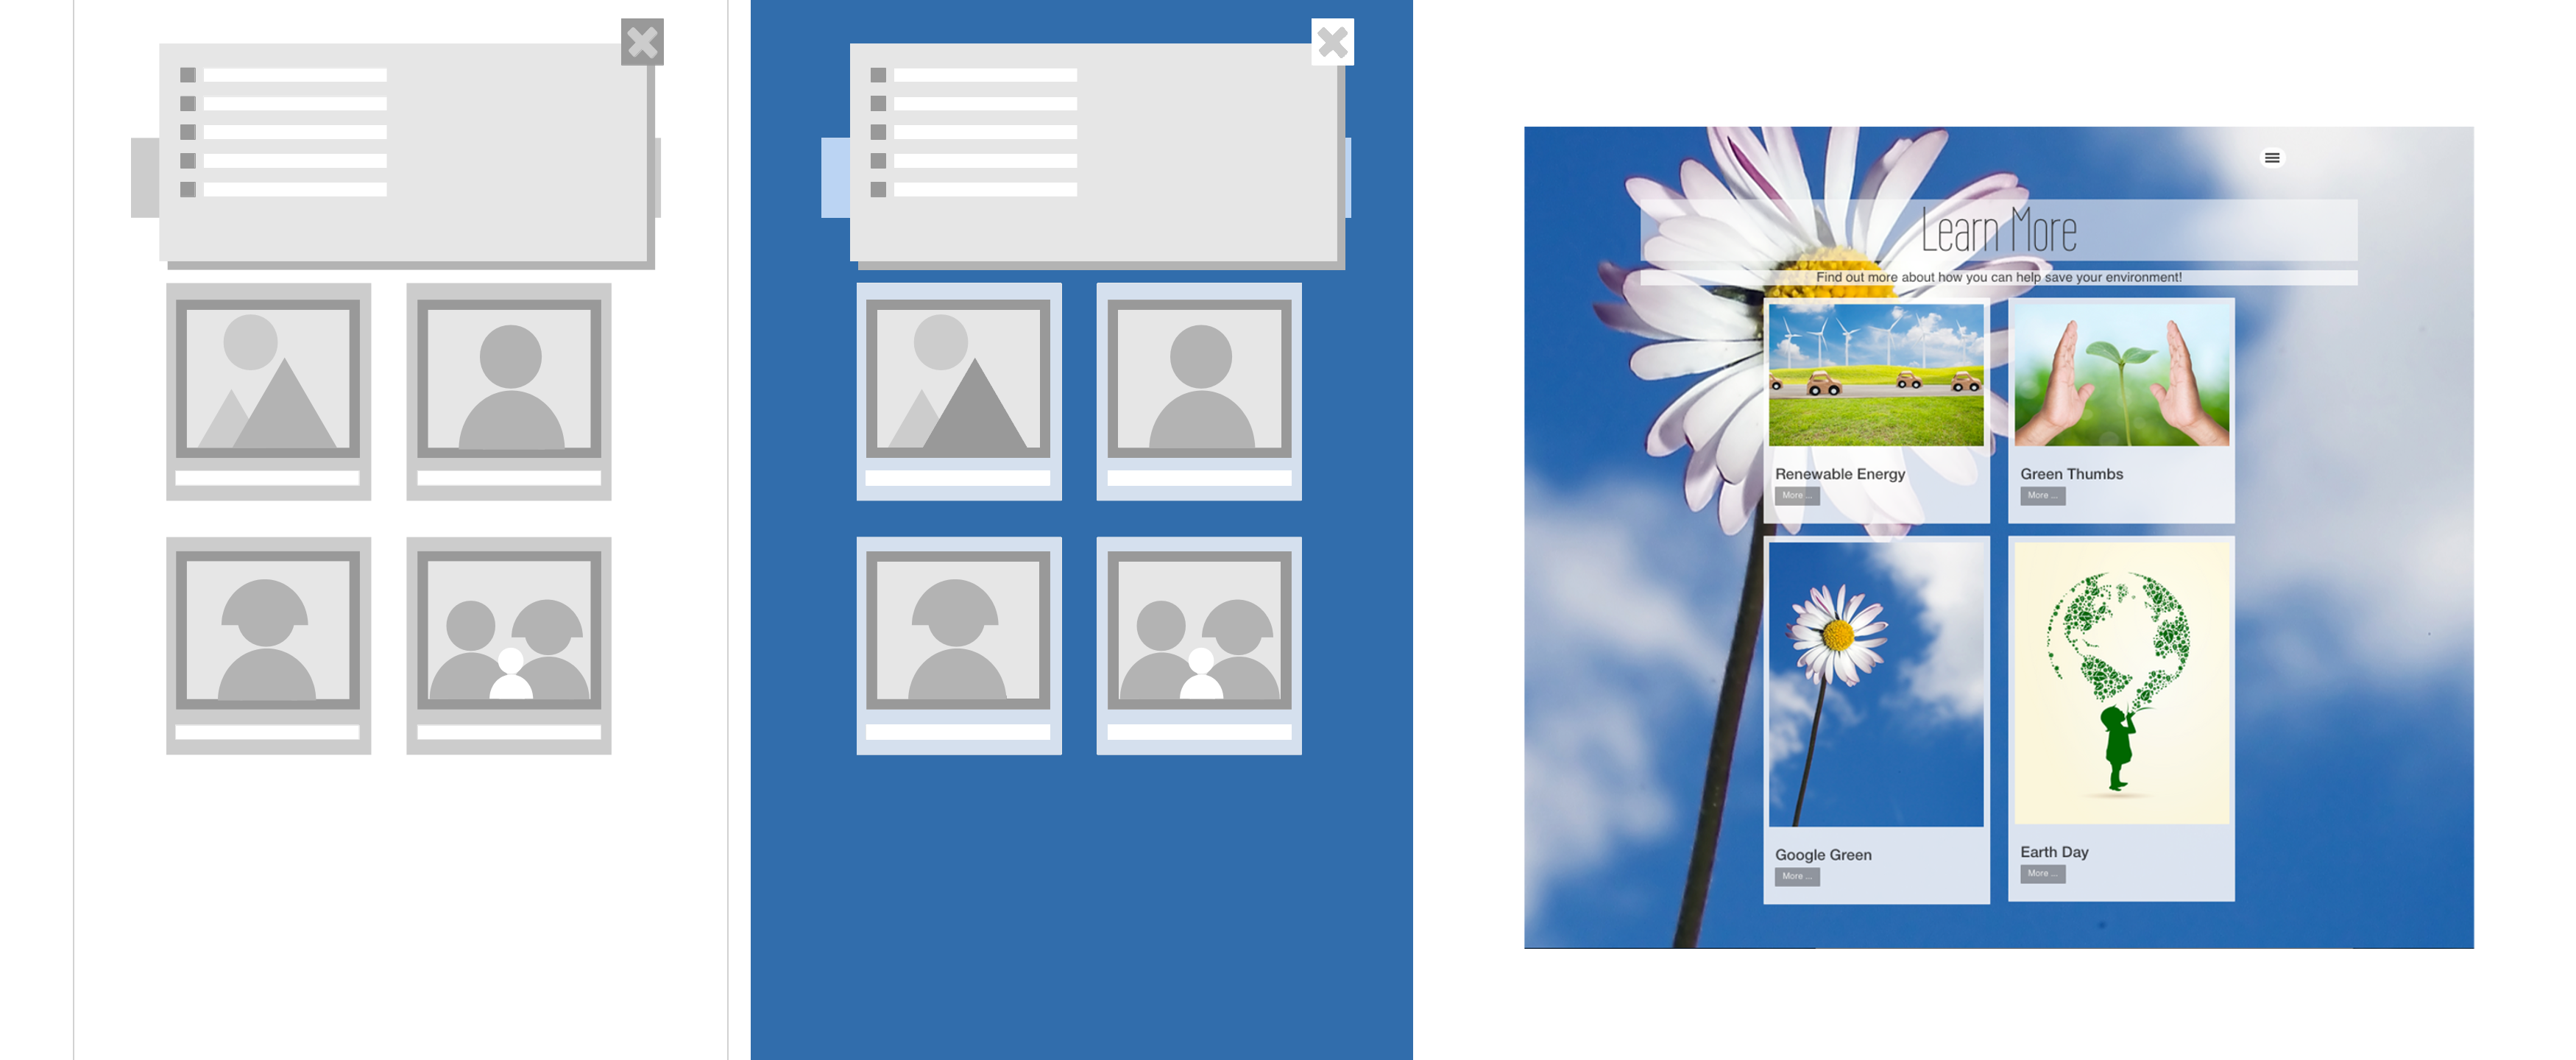 Learn More
Find out more about how you can help save your environment!
Renewable Energy
More ...
Green Thumbs
More ...
Google Green
More ...
Earth Day
More ...